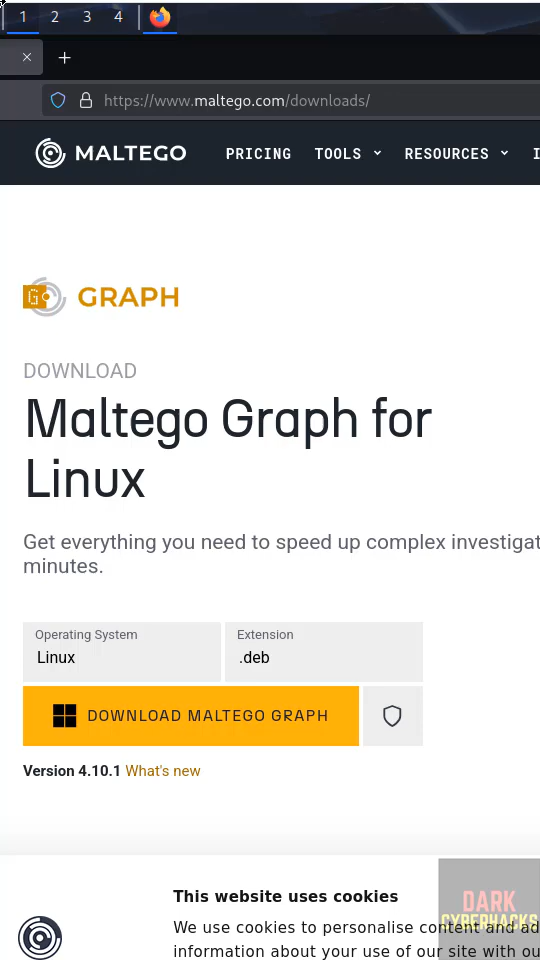 1 2 3 4
https://www.maltego.com/downloads/
MALTEGO PRICING TOOLS RESOURCES
GRAPH
DOWNLOAD
Maltego Graph for
Linux
Get everything you need to speed up complex investigat
minutes.
Operating System Extension
Linux .deb
DOWNLOAD MALTEGO GRAPH
Version 4.10.1 What's new
This website uses cookies
DARK
CYBERHACKS
We use cookies to personalise content and ad
information about your use of our site with ou